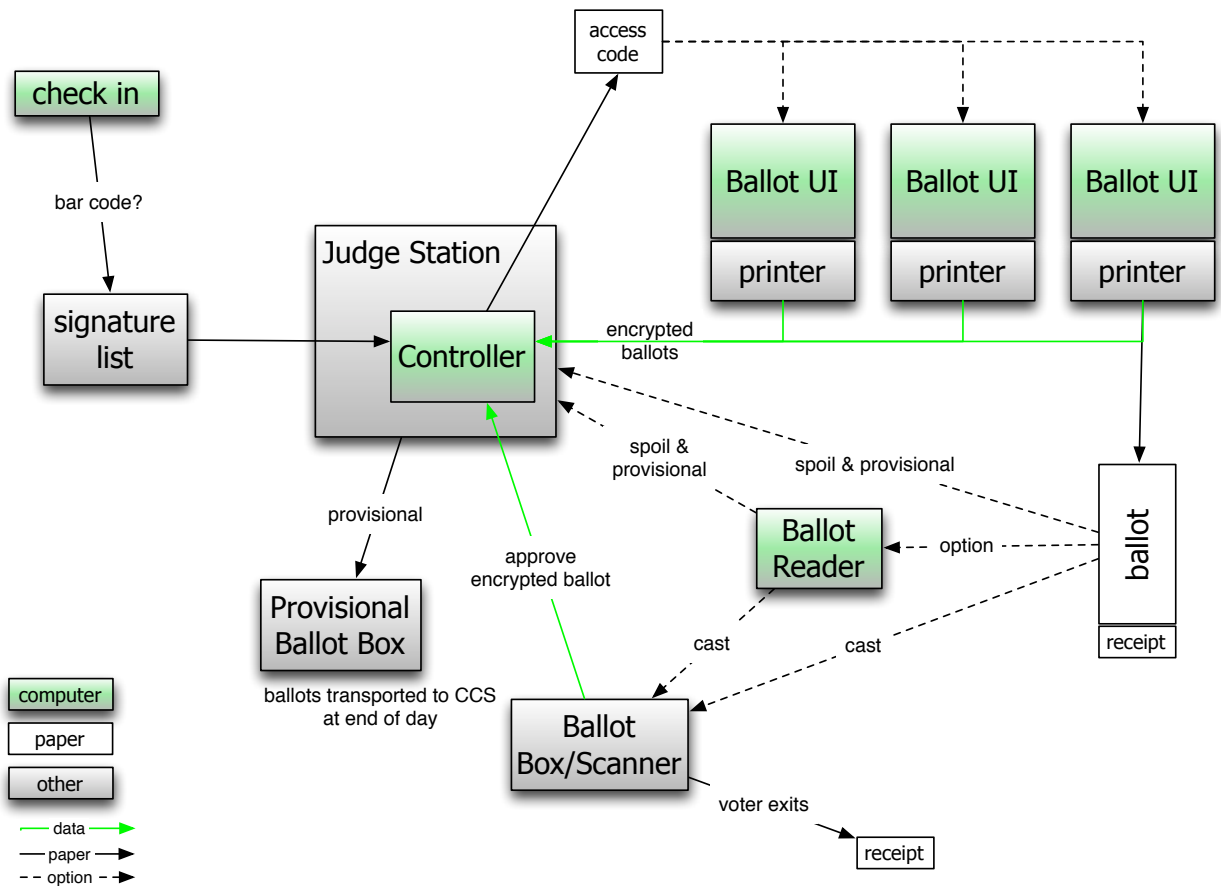 access
code
check in
bar code?
signature
list
Judge Station
Controller
Ballot UI
printer
Ballot UI
printer
Ballot UI
printer
encrypted
ballots
spoil &
provisional
spoil & provisional
provisional
approve
encrypted ballot
Ballot
Reader
option
ballot
receipt
Provisional
Ballot Box
ballots transported to CCS
at end of day
cast
cast
Ballot
Box/Scanner
voter exits
receipt
computer
paper
other
data
paper
option